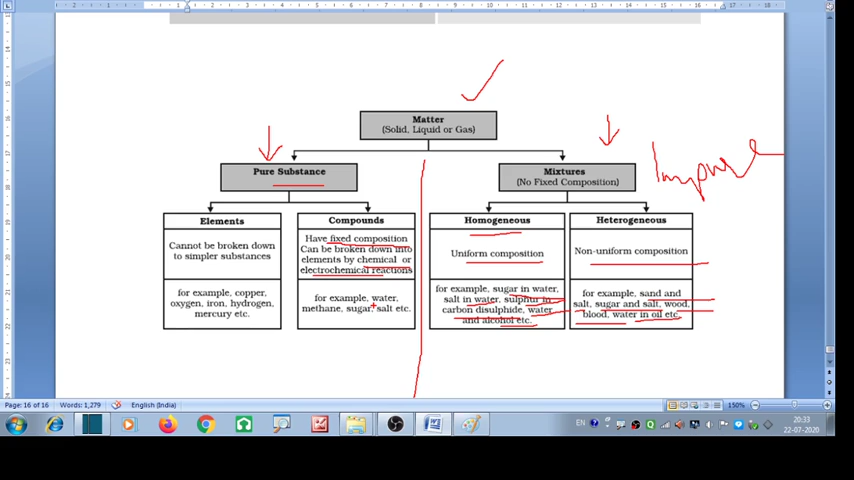 Matter
(Solid, Liquid or Gas)
Impure
Pure Substance
Mixtures
(No Fixed Composition)
Elements
Compounds
Homogeneous
Heterogeneous
Cannot be broken down
to simpler substances
Have fixed composition
Can be broken down into
elements by chemical or
electrochemical reactions
Uniform composition
Non-uniform composition
for example, copper,
oxygen, iron, hydrogen,
mercury etc.
for example, water,
methane, sugar, salt etc.
for example, sugar in water,
salt in water, sulphur in
carbon disulphide, water
and alcohol etc.
for example, sand and
salt, sugar and salt, wood,
blood, water in oil etc.
Page: 16 of 16
Words: 1,279
English (India)
150%
EN
20:33
22-07-2020